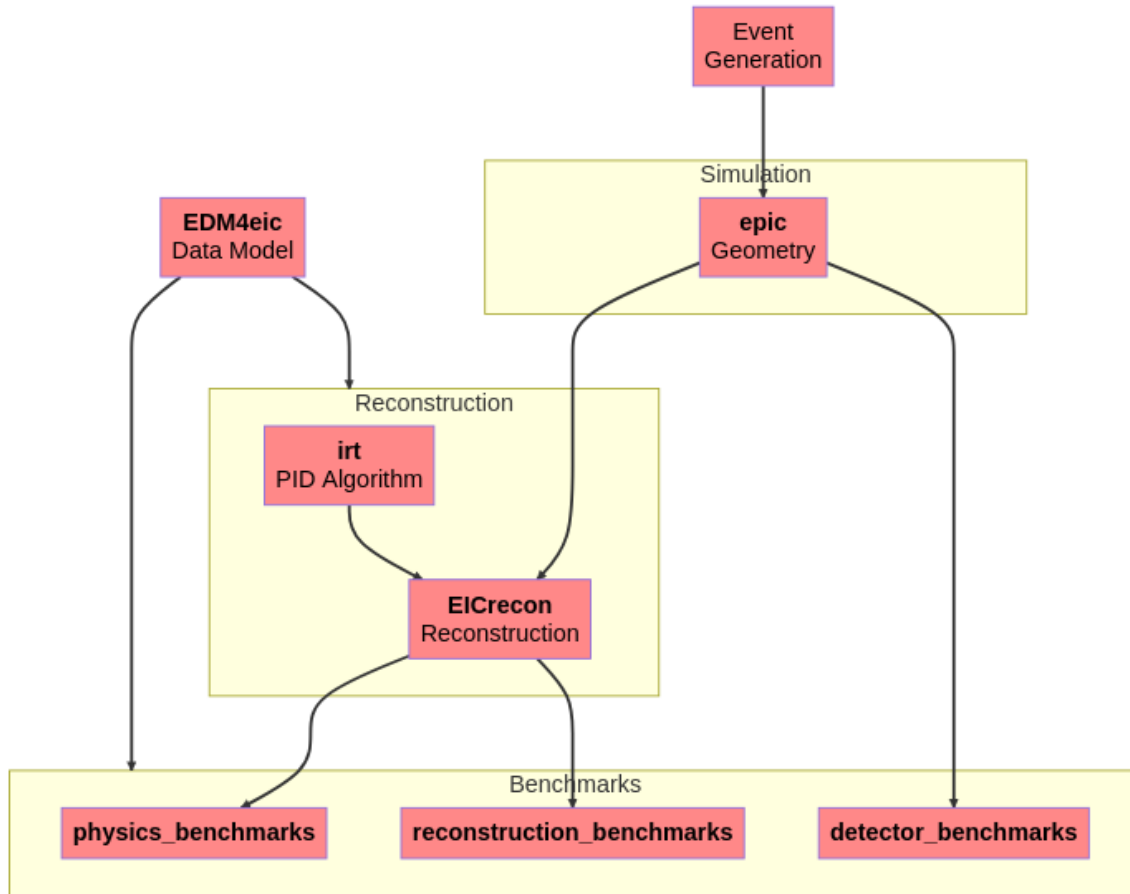 Event
Generation
Simulation
EDM4eic
Data Model
epic
Geometry
Reconstruction
irt
PID Algorithm
EICrecon
Reconstruction
Benchmarks
physics_benchmarks
reconstruction_benchmarks
detector_benchmarks